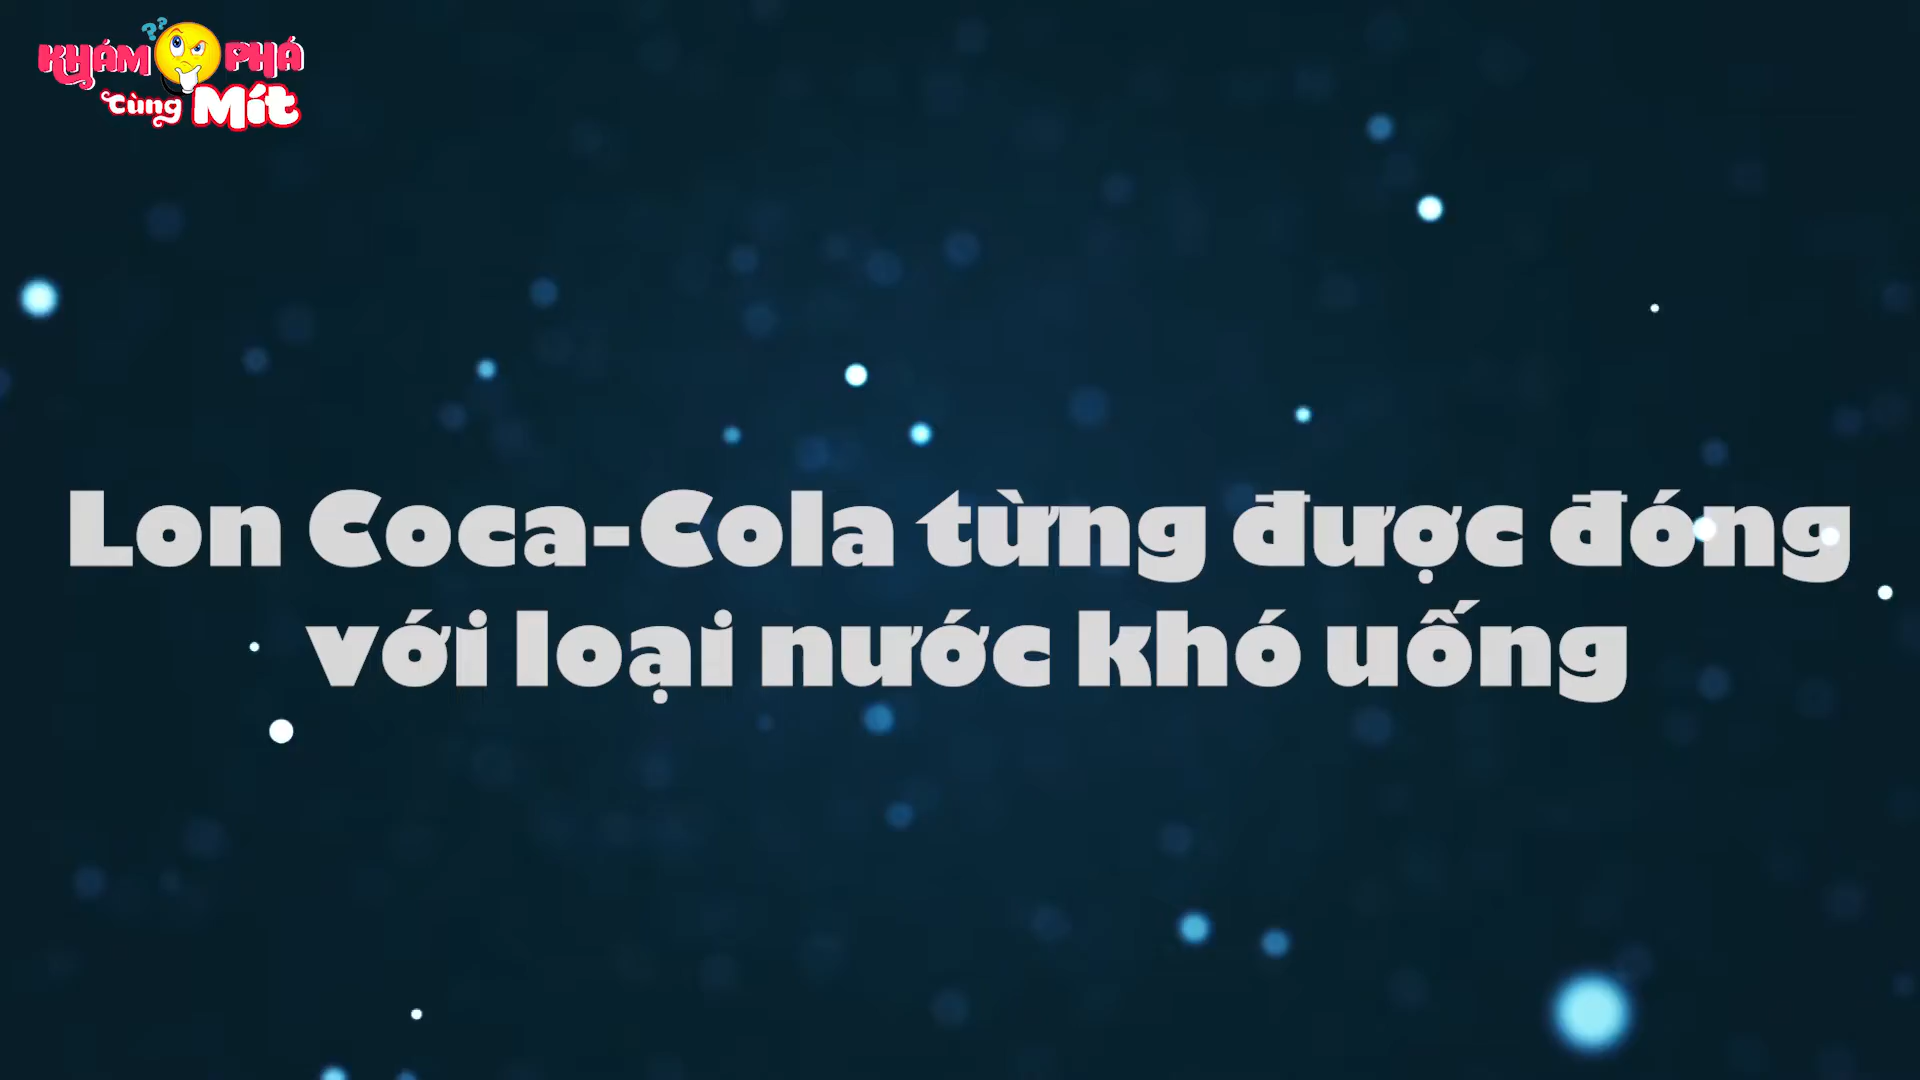 KHÁM PHÁ
cùng Mít
Lon Coca-Cola từng được đóng
với loại nước khó uống